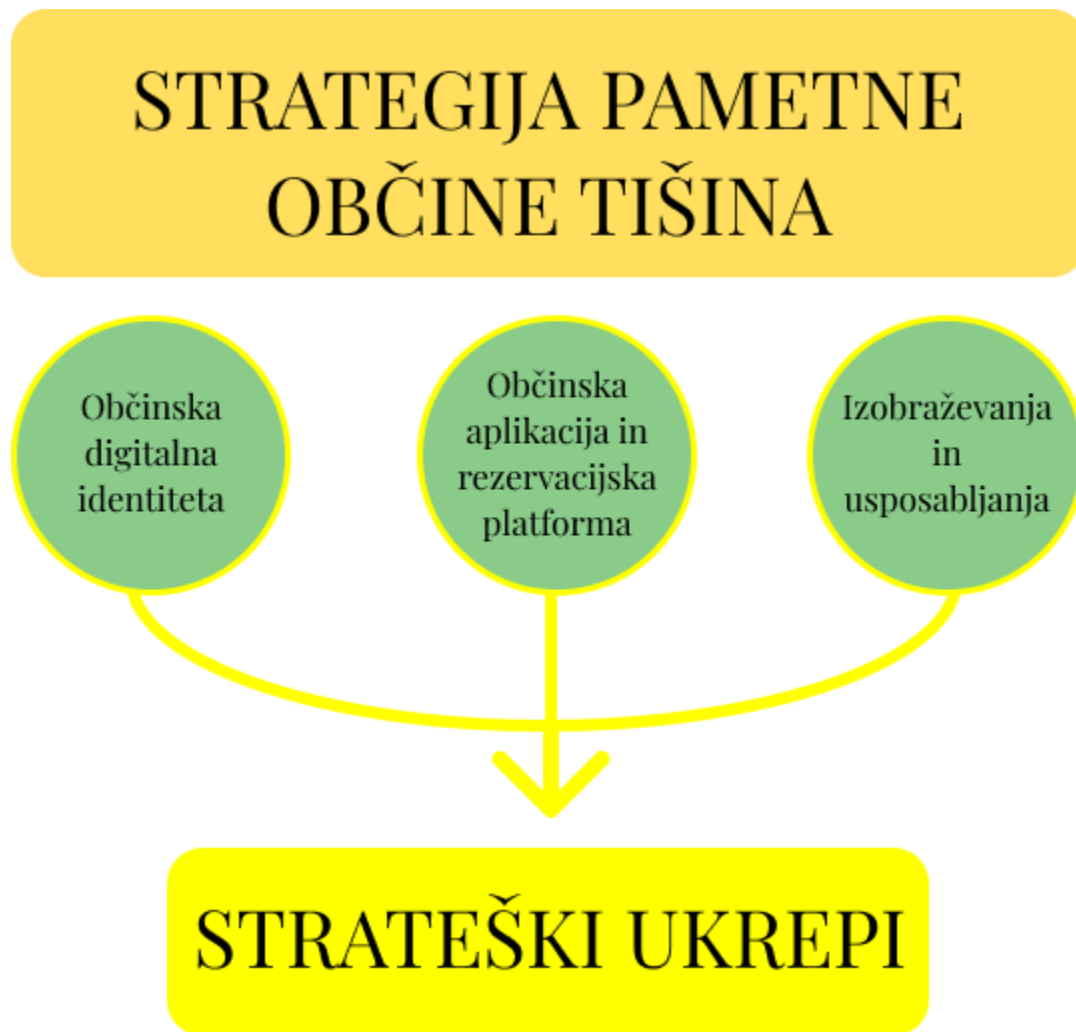 STRATEGIJA PAMETNE
OBČINE TIŠINA
Občinska
digitalna
identiteta
Občinska
aplikacija in
rezervacijska
platforma
Izobraževanja
in
usposabljanja
STRATEŠKI UKREPI